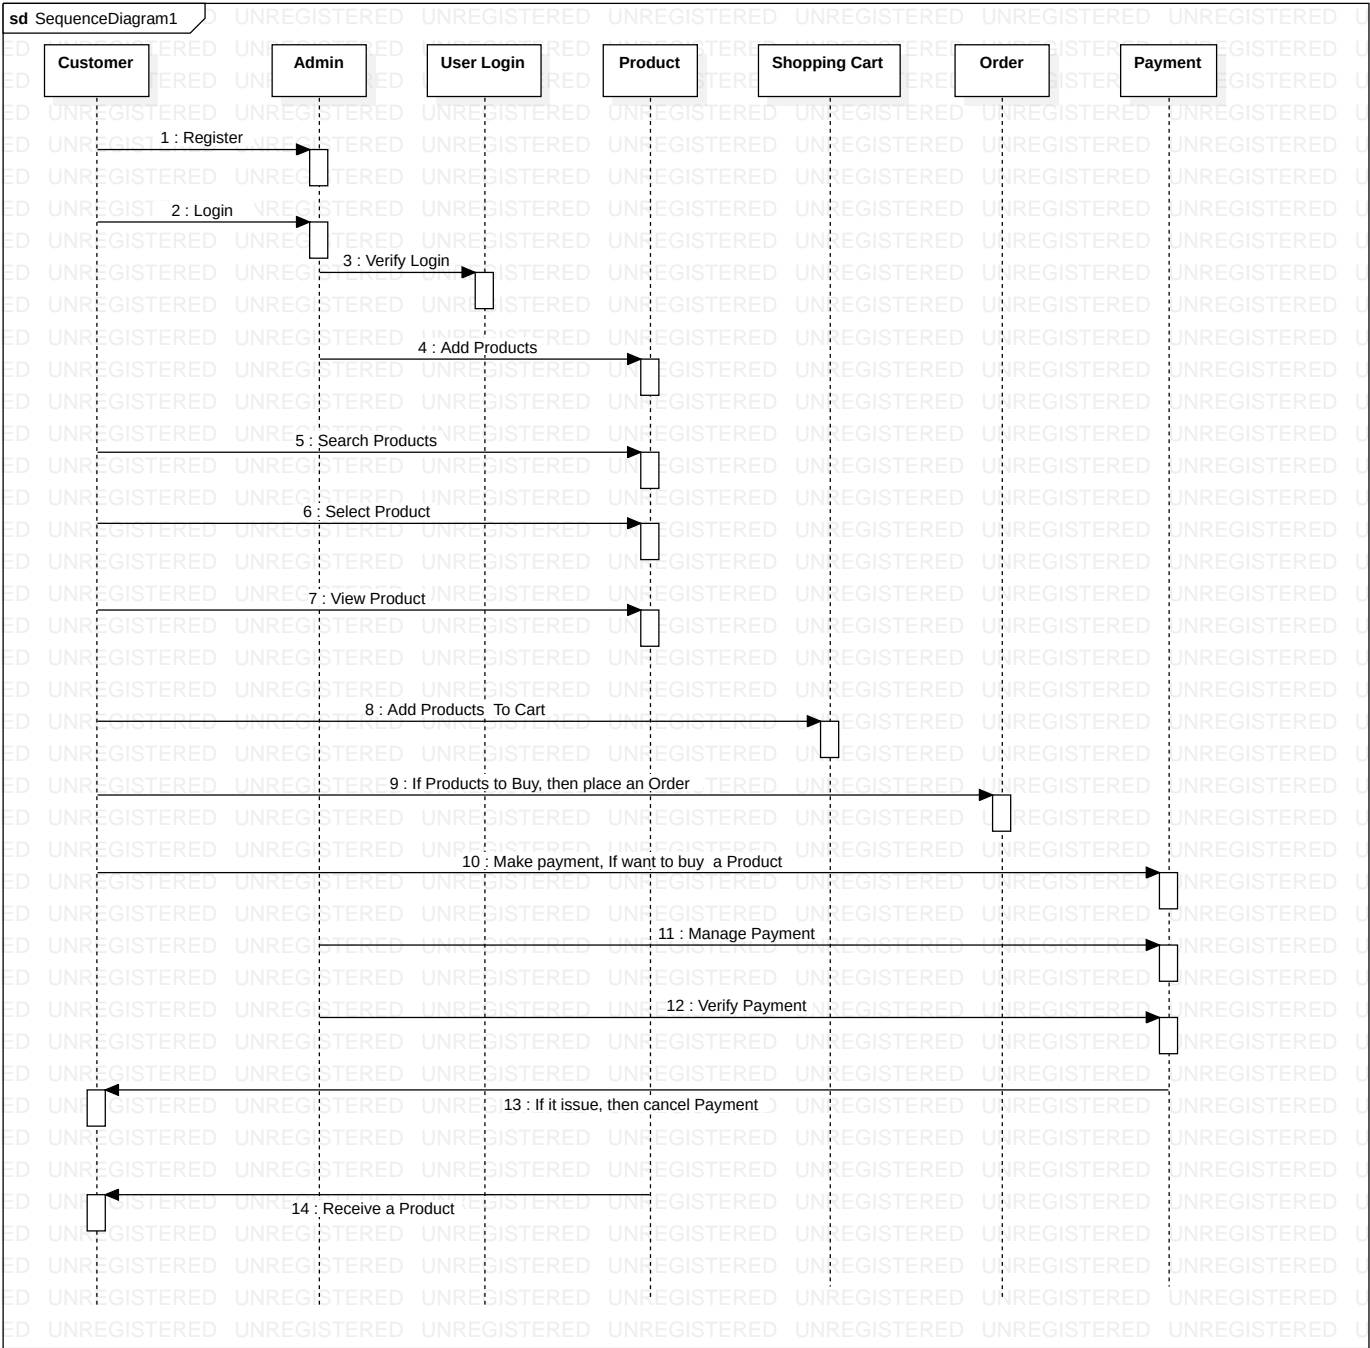 sd SequenceDiagram1
Customer
Admin
User Login
Product
Shopping Cart
Order
Payment
1 : Register
2 : Login
3 : Verify Login
4 : Add Products
5 : Search Products
6 : Select Product
7 : View Product
8 : Add Products  To Cart
9 : If Products to Buy, then place an Order
10 : Make payment, If want to buy  a Product
11 : Manage Payment
12 : Verify Payment
13 : If it issue, then cancel Payment
14 : Receive a Product
UNREGISTERED